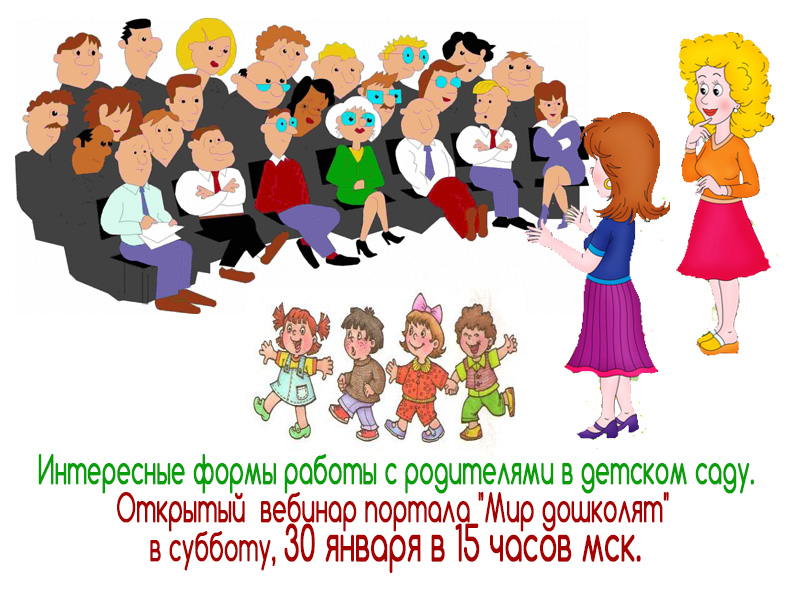 Интересные формы работы с родителями в детском саду.
Открытый вебинар портала "Мир дошколят"
в субботу, 30 января в 15 часов мск.